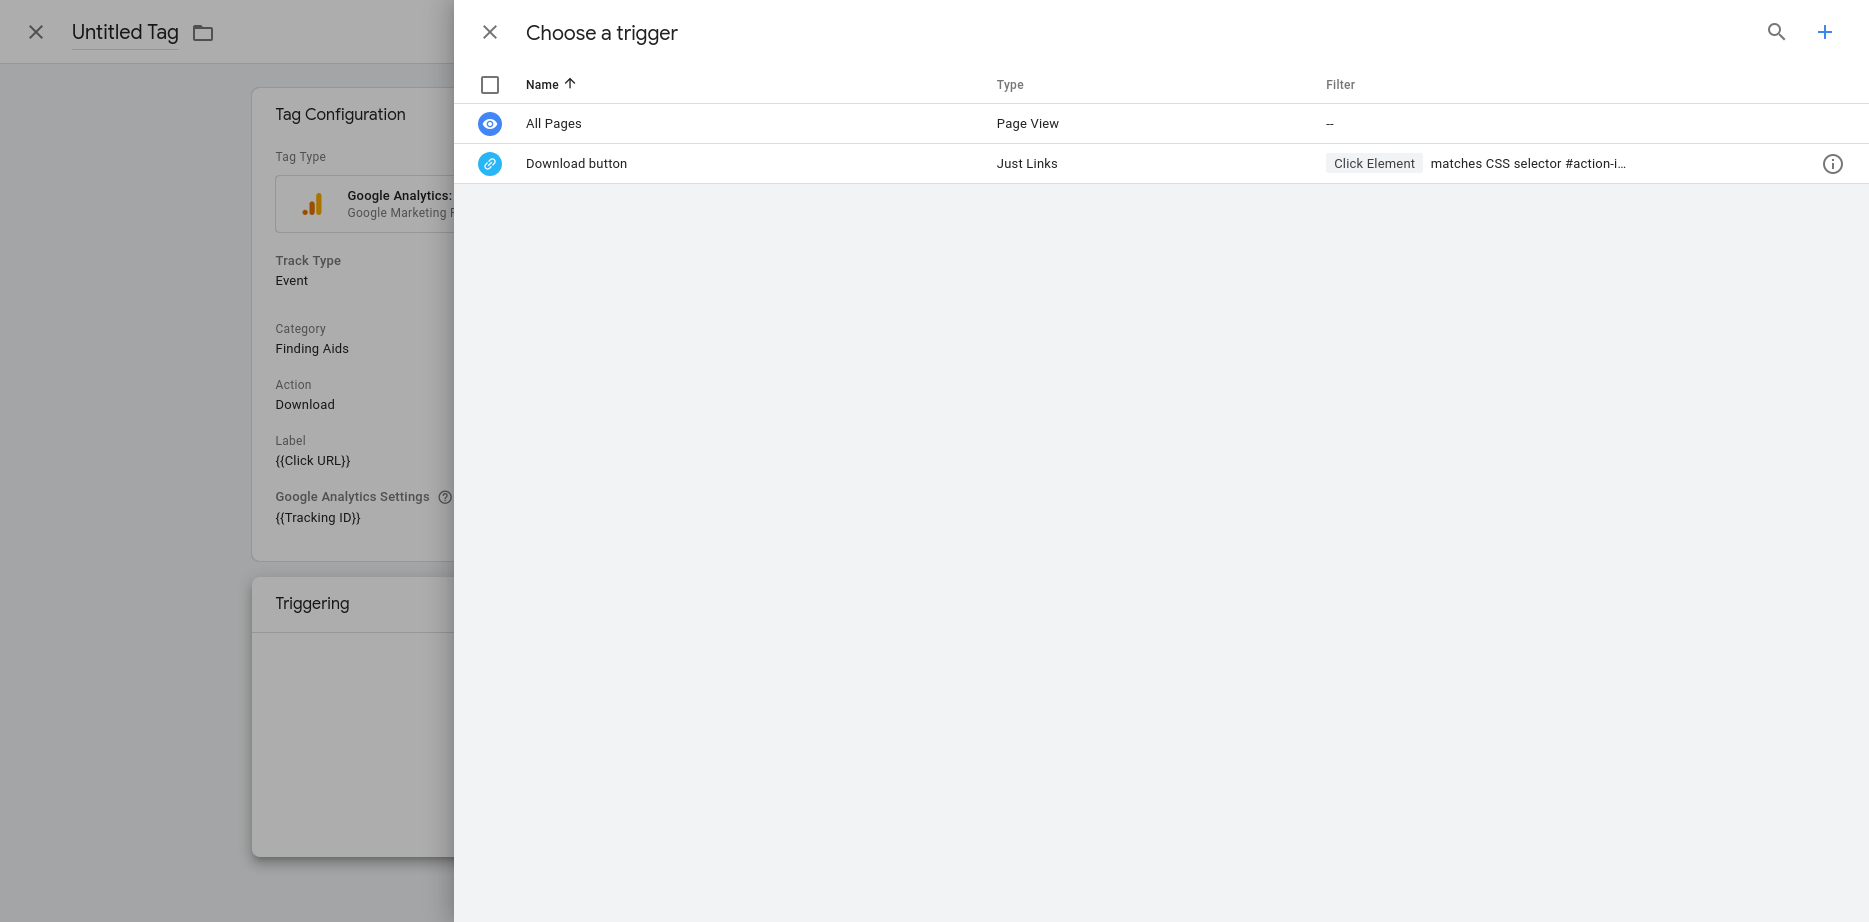 Untitled Tag
Tag Configuration
Tag Type
Google Analytics:
Google Marketing
Track Type
Event
Category
Finding Aids
Action
Download
Label
{{Click URL}}
Google Analytics Settings
{{Tracking ID}}
Triggering
Choose a trigger
Name Type Filter
All Pages Page View --
Download button Just Links Click Element matches CSS selector #action-i…